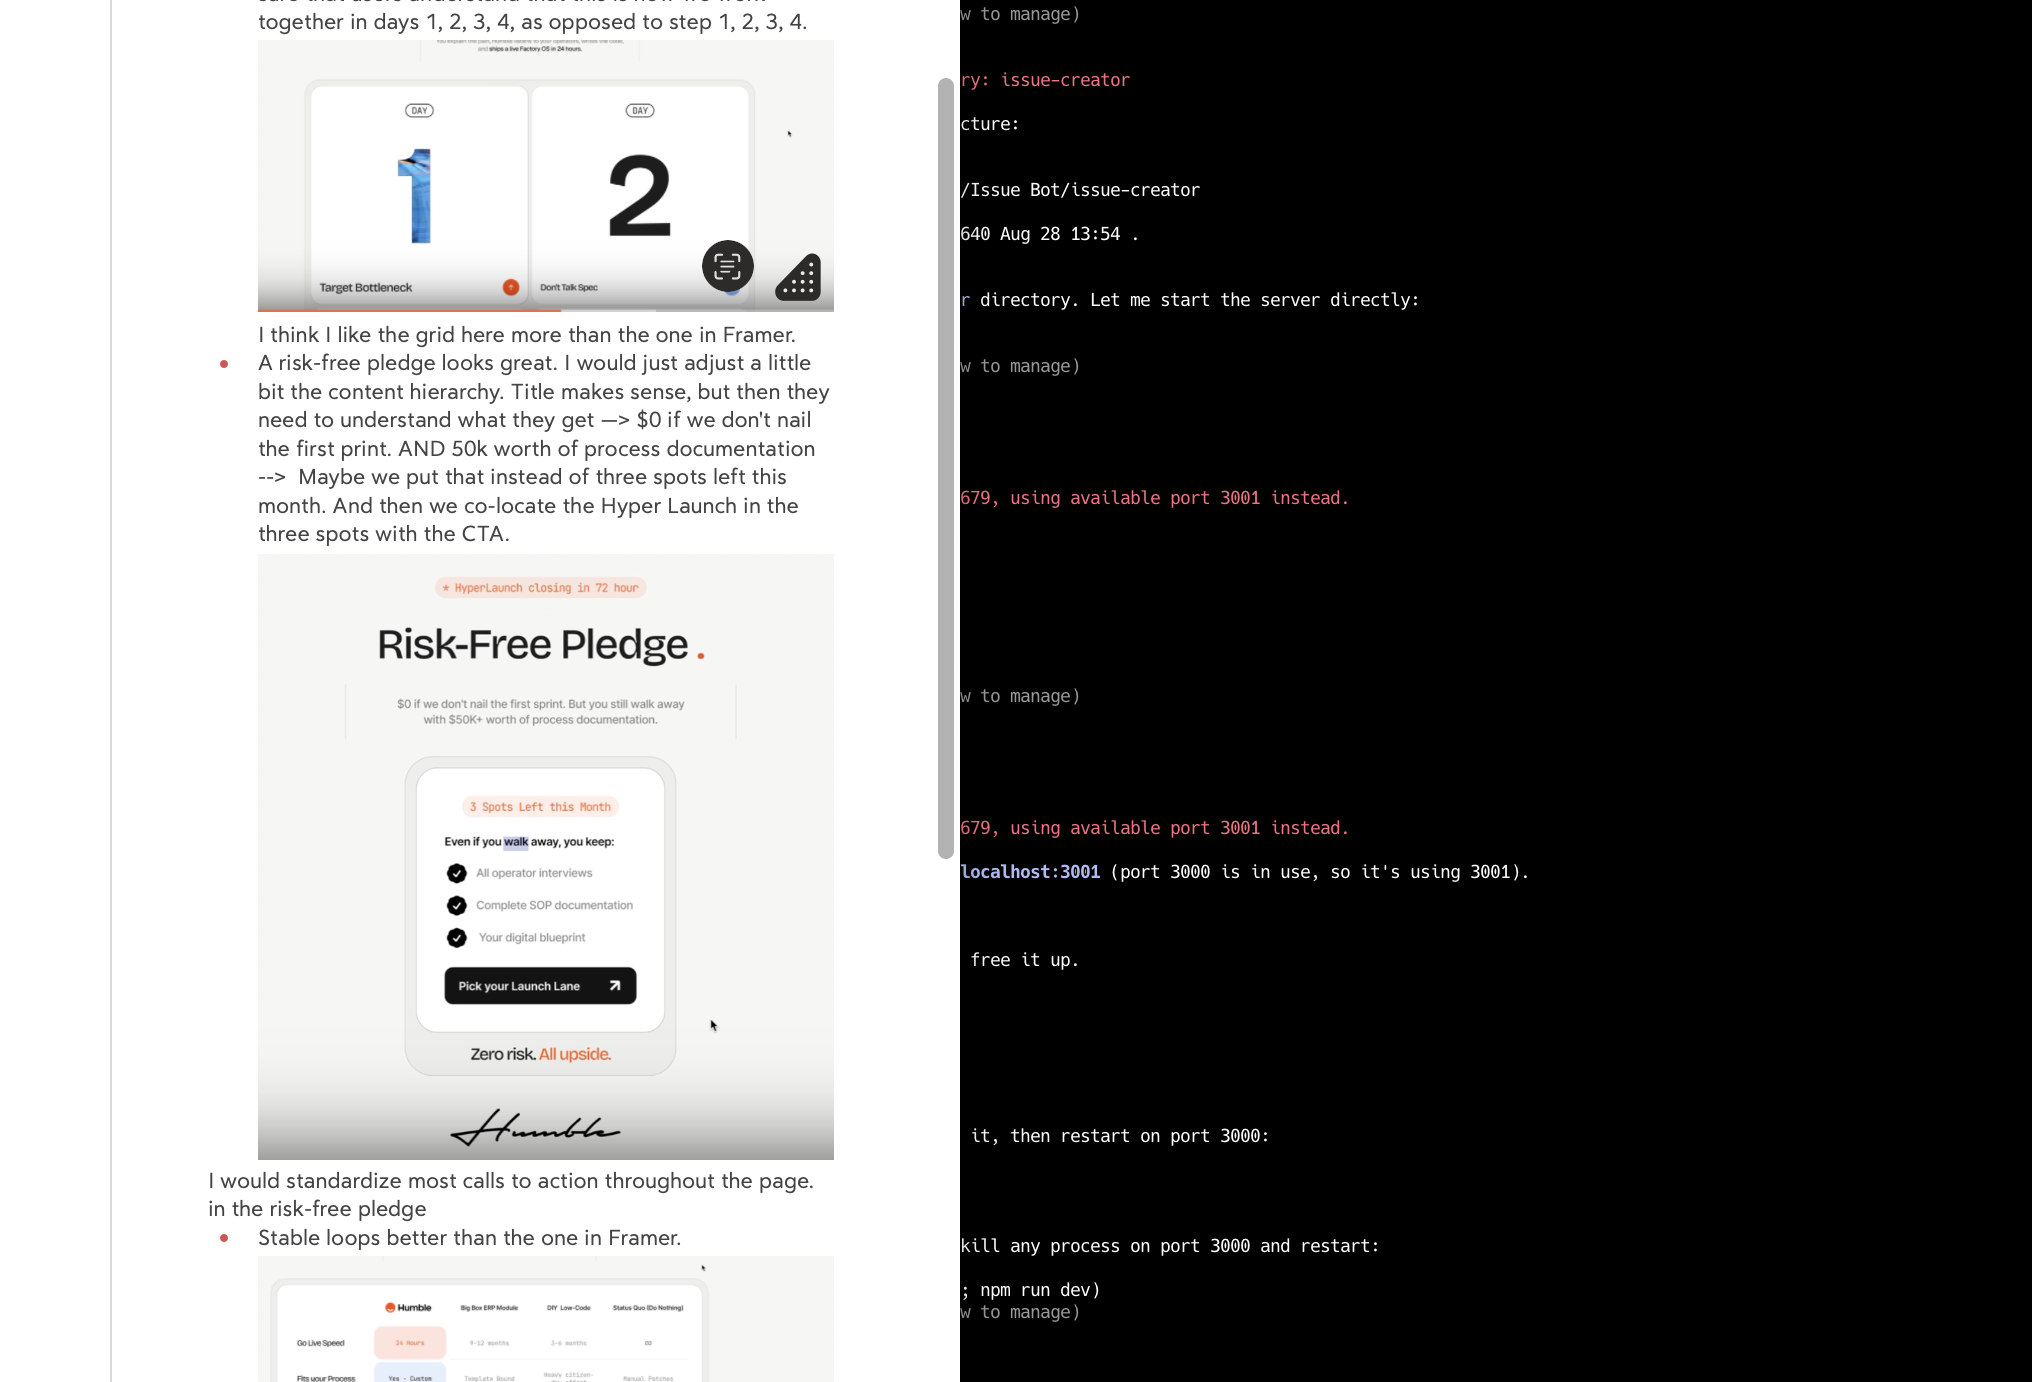 together in days 1, 2, 3, 4, as opposed to step 1, 2, 3, 4.
and ships a live Factory OS in 24 hours.
DAY
DAY
1
2
Target Bottleneck
Don't Talk Spec
I think I like the grid here more than the one in Framer.
A risk-free pledge looks great. I would just adjust a little
bit the content hierarchy. Title makes sense, but then they
need to understand what they get —> $0 if we don't nail
the first print. AND 50k worth of process documentation
-->  Maybe we put that instead of three spots left this
month. And then we co-locate the Hyper Launch in the
three spots with the CTA.
* HyperLaunch closing in 72 hour
Risk-Free Pledge .
$0 if we don't nail the first sprint. But you still walk away
with $50K+ worth of process documentation.
3 Spots Left this Month
Even if you walk away, you keep:
All operator interviews
Complete SOP documentation
Your digital blueprint
Pick your Launch Lane
Zero risk. All upside.
Humble
I would standardize most calls to action throughout the page.
in the risk-free pledge
Stable loops better than the one in Framer.
Humble
Big Box ERP Module
DIY Low-Code
Status Quo (Do Nothing)
Go Live Speed
24 Hours
9-12 months
3-6 months
∞
Fits your Process
Yes - Custom
Template Bound
Heavy citizen-
Manual Patches
w to manage)
ry: issue-creator
cture:
/Issue Bot/issue-creator
640 Aug 28 13:54 .
r directory. Let me start the server directly:
w to manage)
679, using available port 3001 instead.
w to manage)
679, using available port 3001 instead.
localhost:3001 (port 3000 is in use, so it's using 3001).
free it up.
it, then restart on port 3000:
kill any process on port 3000 and restart:
; npm run dev)
w to manage)